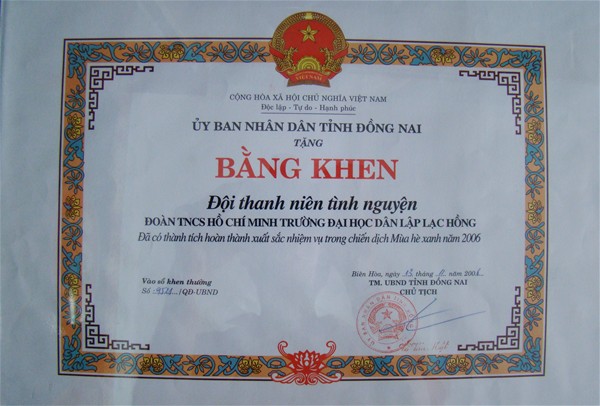 VIỆT NAM
CỘNG HÒA XÃ HỘI CHỦ NGHĨA VIỆT NAM
Độc lập - Tự do - Hạnh phúc
ỦY BAN NHÂN DÂN TỈNH ĐỒNG NAI
TẶNG
BẰNG KHEN
Đội thanh niên tình nguyện
ĐOÀN TNCS HỒ CHÍ MINH TRƯỜNG ĐẠI HỌC DÂN LẬP LẠC HỒNG
Đã có thành tích hoàn thành xuất sắc nhiệm vụ trong chiến dịch Mùa hè xanh năm 2006
Vào sổ khen thưởng
Số /QĐ-UBND
Biên Hòa, ngày 13 tháng năm 2006
TM. UBND TỈNH ĐỒNG NAI
CHỦ TỊCH